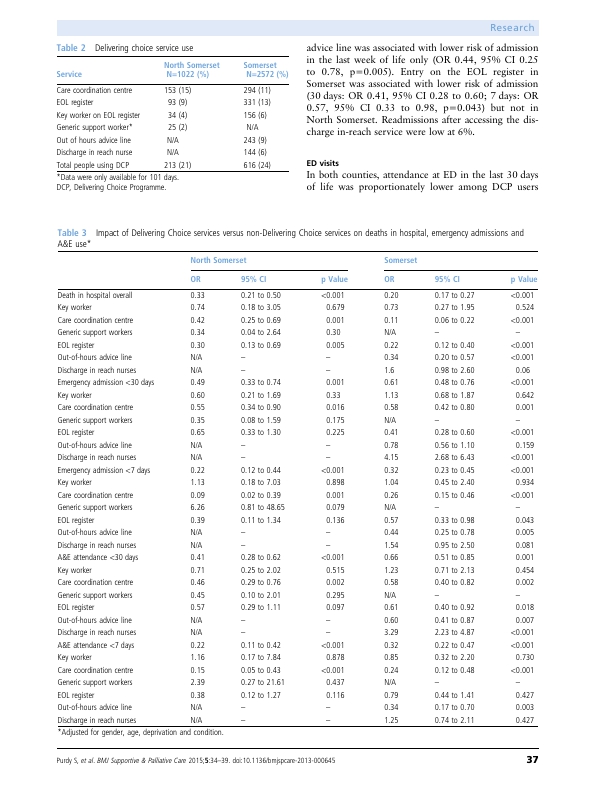 Research
Table 2 Delivering choice service use
Service North Somerset N=1022 (%) Somerset N=2572 (%)
Care coordination centre 153 (15) 294 (11)
EOL register 93 (9) 331 (13)
Key worker on EOL register 34 (4) 156 (6)
Generic support worker* 25 (2) N/A
Out of hours advice line N/A 243 (9)
Discharge in reach nurse N/A 144 (6)
Total people using DCP 213 (21) 616 (24)
*Data were only available for 101 days.
DCP, Delivering Choice Programme.
advice line was associated with lower risk of admission
in the last week of life only (OR 0.44, 95% CI 0.25
to 0.78, p=0.005). Entry on the EOL register in
Somerset was associated with lower risk of admission
(30 days: OR 0.41, 95% CI 0.28 to 0.60; 7 days: OR
0.57, 95% CI 0.33 to 0.98, p=0.043) but not in
North Somerset. Readmissions after accessing the dis-
charge in-reach service were low at 6%.
ED visits
In both counties, attendance at ED in the last 30 days
of life was proportionately lower among DCP users
Table 3 Impact of Delivering Choice services versus non-Delivering Choice services on deaths in hospital, emergency admissions and
A&E use*
North Somerset Somerset
OR 95% CI p Value OR 95% CI p Value
Death in hospital overall 0.33 0.21 to 0.50 <0.001 0.20 0.17 to 0.27 <0.001
Key worker 0.74 0.18 to 3.05 0.679 0.73 0.27 to 1.95 0.524
Care coordination centre 0.42 0.25 to 0.69 0.001 0.11 0.06 to 0.22 <0.001
Generic support workers 0.34 0.04 to 2.64 0.30 N/A – –
EOL register 0.30 0.13 to 0.69 0.005 0.22 0.12 to 0.40 <0.001
Out-of-hours advice line N/A – – 0.34 0.20 to 0.57 <0.001
Discharge in reach nurses N/A – – 1.6 0.98 to 2.60 0.06
Emergency admission <30 days 0.49 0.33 to 0.74 0.001 0.61 0.48 to 0.76 <0.001
Key worker 0.60 0.21 to 1.69 0.33 1.13 0.68 to 1.87 0.642
Care coordination centre 0.55 0.34 to 0.90 0.016 0.58 0.42 to 0.80 0.001
Generic support workers 0.35 0.08 to 1.59 0.175 N/A – –
EOL register 0.65 0.33 to 1.30 0.225 0.41 0.28 to 0.60 <0.001
Out-of-hours advice line N/A – – 0.78 0.56 to 1.10 0.159
Discharge in reach nurses N/A – – 4.15 2.68 to 6.43 <0.001
Emergency admission <7 days 0.22 0.12 to 0.44 <0.001 0.32 0.23 to 0.45 <0.001
Key worker 1.13 0.18 to 7.03 0.898 1.04 0.45 to 2.40 0.934
Care coordination centre 0.09 0.02 to 0.39 0.001 0.26 0.15 to 0.46 <0.001
Generic support workers 6.26 0.81 to 48.65 0.079 N/A – –
EOL register 0.39 0.11 to 1.34 0.136 0.57 0.33 to 0.98 0.043
Out-of-hours advice line N/A – – 0.44 0.25 to 0.78 0.005
Discharge in reach nurses N/A – – 1.54 0.95 to 2.50 0.081
A&E attendance <30 days 0.41 0.28 to 0.62 <0.001 0.66 0.51 to 0.85 0.001
Key worker 0.71 0.25 to 2.02 0.515 1.23 0.71 to 2.13 0.454
Care coordination centre 0.46 0.29 to 0.76 0.002 0.58 0.40 to 0.82 0.002
Generic support workers 0.45 0.10 to 2.01 0.295 N/A – –
EOL register 0.57 0.29 to 1.11 0.097 0.61 0.40 to 0.92 0.018
Out-of-hours advice line N/A – – 0.60 0.41 to 0.87 0.007
Discharge in reach nurses N/A – – 3.29 2.23 to 4.87 <0.001
A&E attendance <7 days 0.22 0.11 to 0.42 <0.001 0.32 0.22 to 0.47 <0.001
Key worker 1.16 0.17 to 7.84 0.878 0.85 0.32 to 2.20 0.730
Care coordination centre 0.15 0.05 to 0.43 <0.001 0.24 0.12 to 0.48 <0.001
Generic support workers 2.39 0.27 to 21.61 0.437 N/A – –
EOL register 0.38 0.12 to 1.27 0.116 0.79 0.44 to 1.41 0.427
Out-of-hours advice line N/A – – 0.34 0.17 to 0.70 0.003
Discharge in reach nurses N/A – – 1.25 0.74 to 2.11 0.427
*Adjusted for gender, age, deprivation and condition.
Purdy S, et al. BMJ Supportive & Palliative Care 2015;5:34–39. doi:10.1136/bmjspcare-2013-000645 37